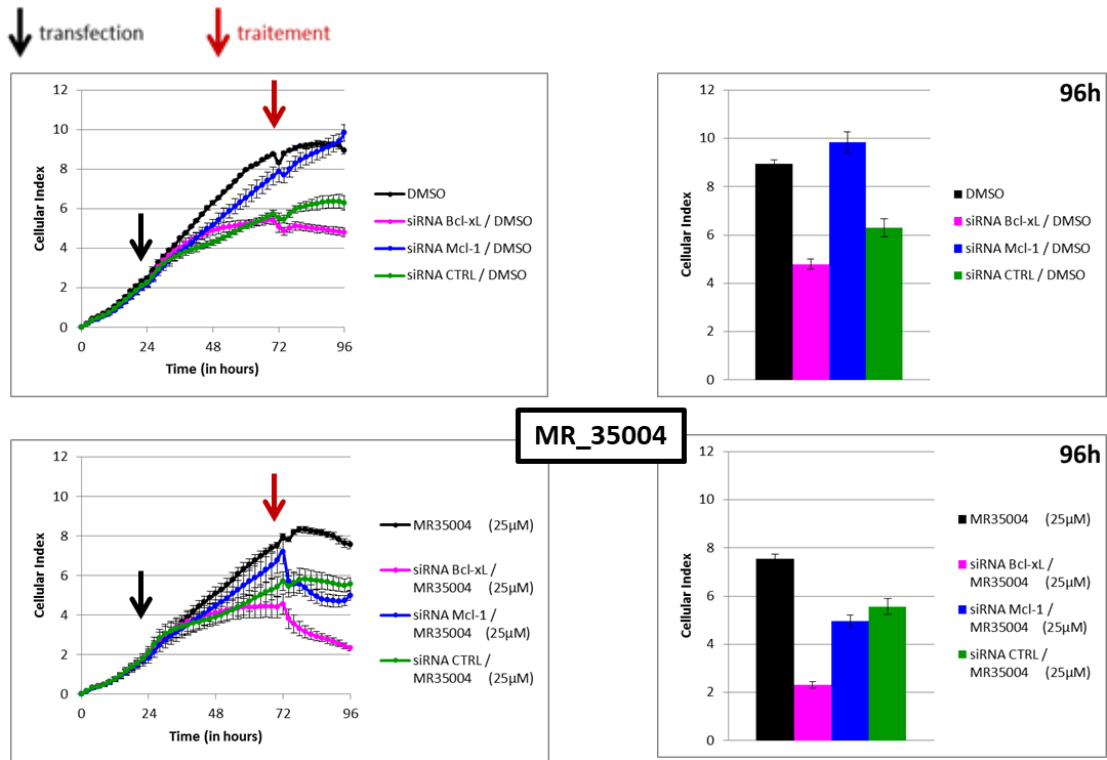 transfection
traitement
12
10
8
6
4
2
0
0
24
48
72
96
Cellular Index
Time (in hours)
DMSO
siRNA Bcl-xL / DMSO
siRNA Mcl-1 / DMSO
siRNA CTRL / DMSO
96h
12
10
8
6
4
2
0
Cellular Index
DMSO
siRNA Bcl-xL / DMSO
siRNA Mcl-1 / DMSO
siRNA CTRL / DMSO
MR_35004
12
10
8
6
4
2
0
0
24
48
72
96
Cellular Index
Time (in hours)
MR35004 (25µM)
siRNA Bcl-xL /
MR35004 (25µM)
siRNA Mcl-1 /
MR35004 (25µM)
siRNA CTRL /
MR35004 (25µM)
96h
12
10
8
6
4
2
0
Cellular Index
MR35004 (25µM)
siRNA Bcl-xL /
MR35004 (25µM)
siRNA Mcl-1 /
MR35004 (25µM)
siRNA CTRL /
MR35004 (25µM)